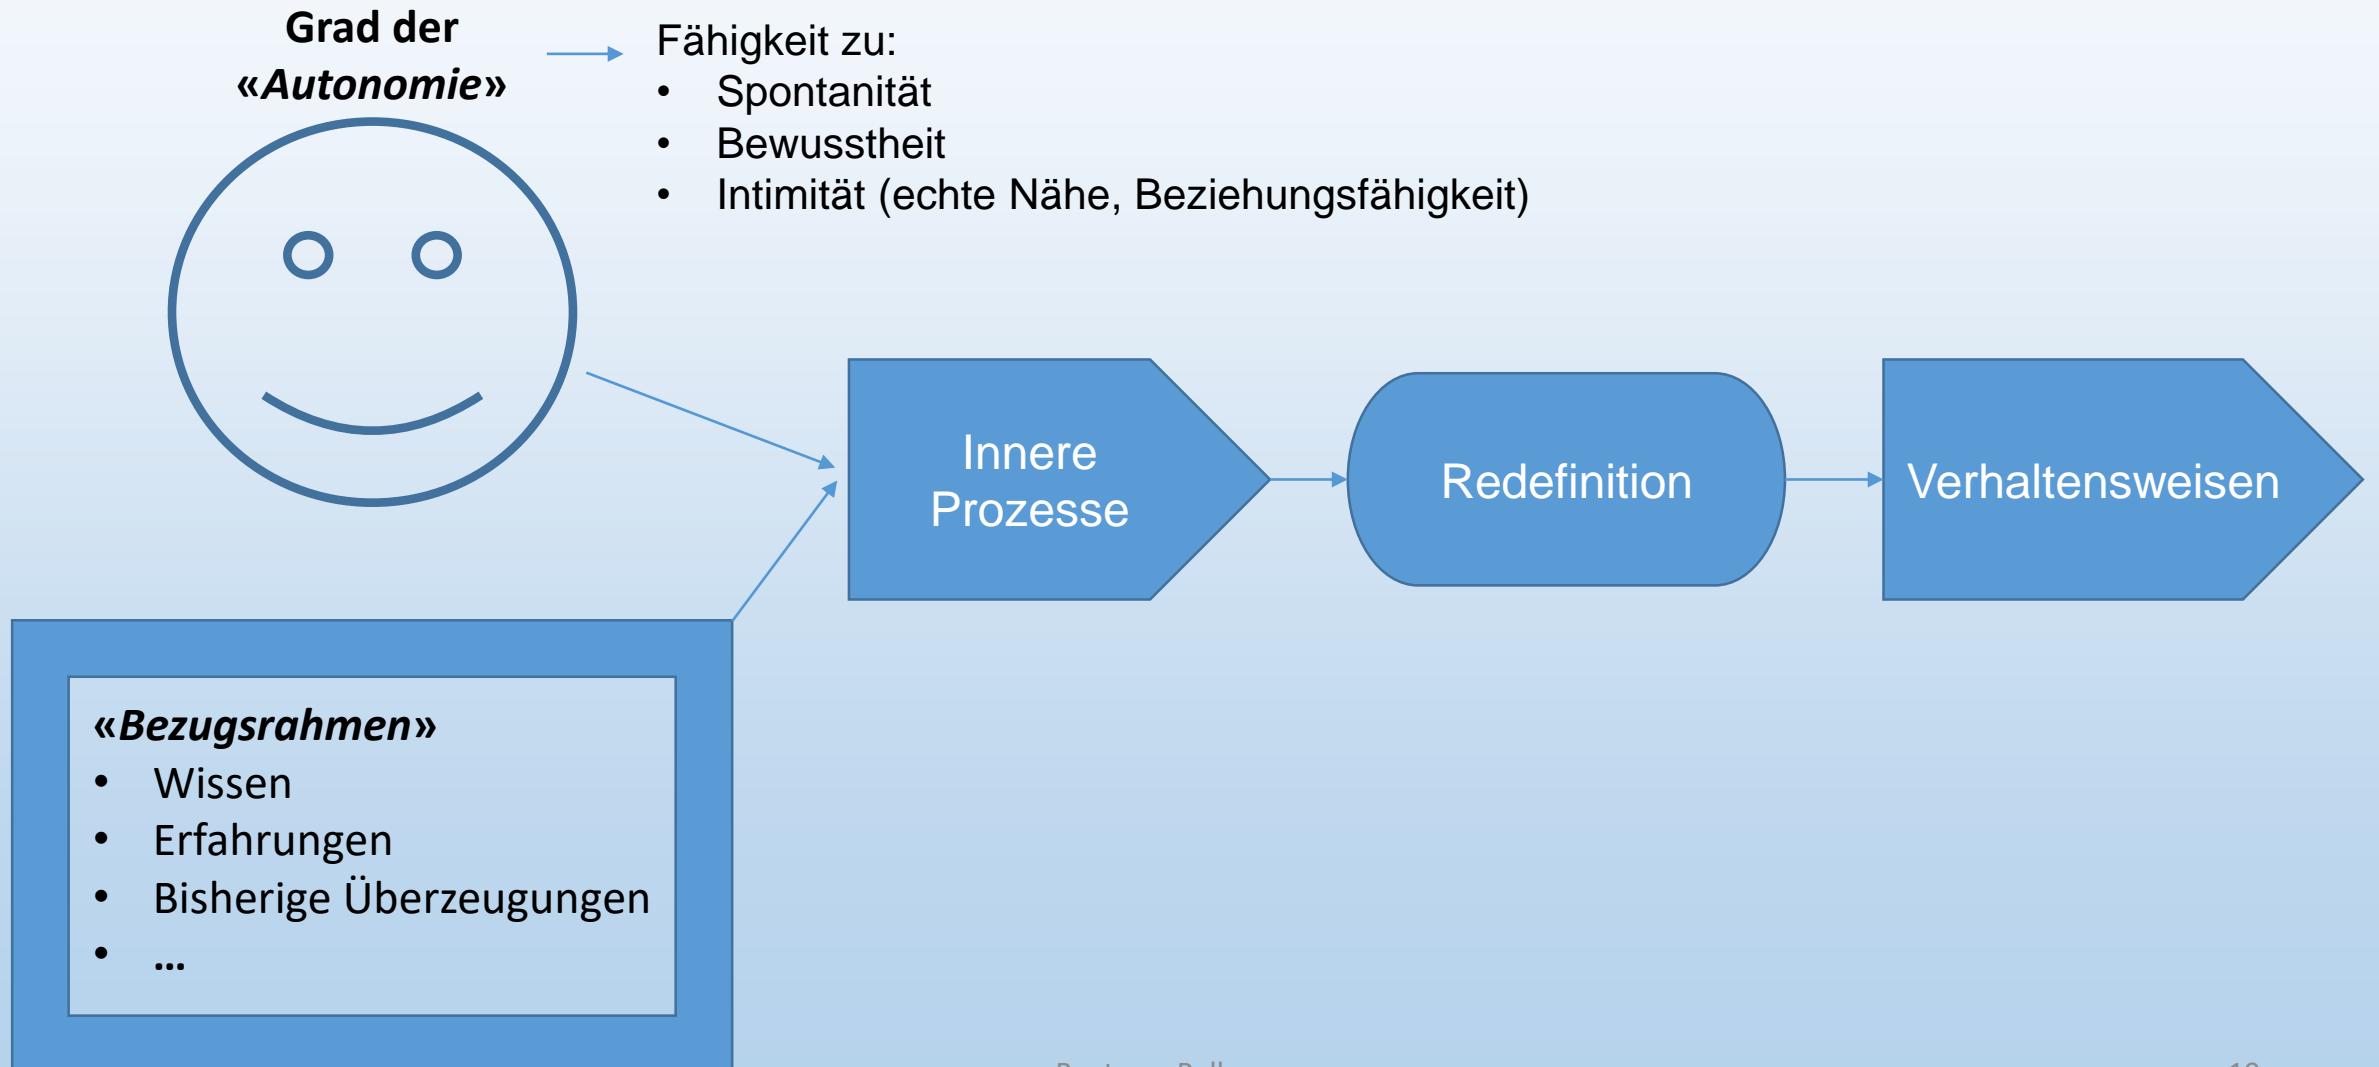 Grad der
«Autonomie»
Fähigkeit zu:
• Spontanität
• Bewusstheit
• Intimität (echte Nähe, Beziehungsfähigkeit)
Innere
Prozesse
Redefinition
Verhaltensweisen
«Bezugsrahmen»
• Wissen
• Erfahrungen
• Bisherige Überzeugungen
• ...